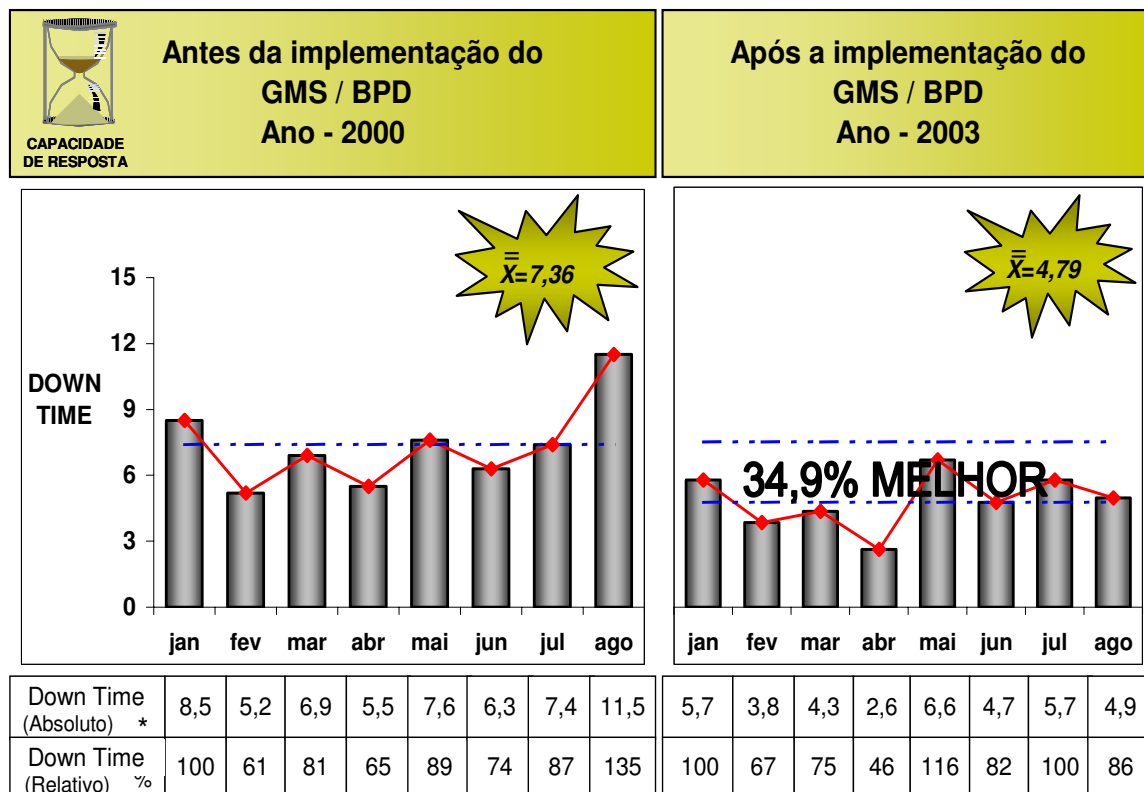 CAPACIDADE
DE RESPOSTA
Antes da implementação do
GMS / BPD
Ano - 2000
Após a implementação do
GMS / BPD
Ano - 2003
X=7,36
15
12
DOWN
TIME
9
6
3
0
jan fev mar abr mai jun jul ago
X=4,79
34,9% MELHOR
jan fev mar abr mai jun jul ago
Down Time
(Absoluto) * 8,5 5,2 6,9 5,5 7,6 6,3 7,4 11,5 5,7 3,8 4,3 2,6 6,6 4,7 5,7 4,9
Down Time
(Relativo) % 100 61 81 65 89 74 87 135 100 67 75 46 116 82 100 86